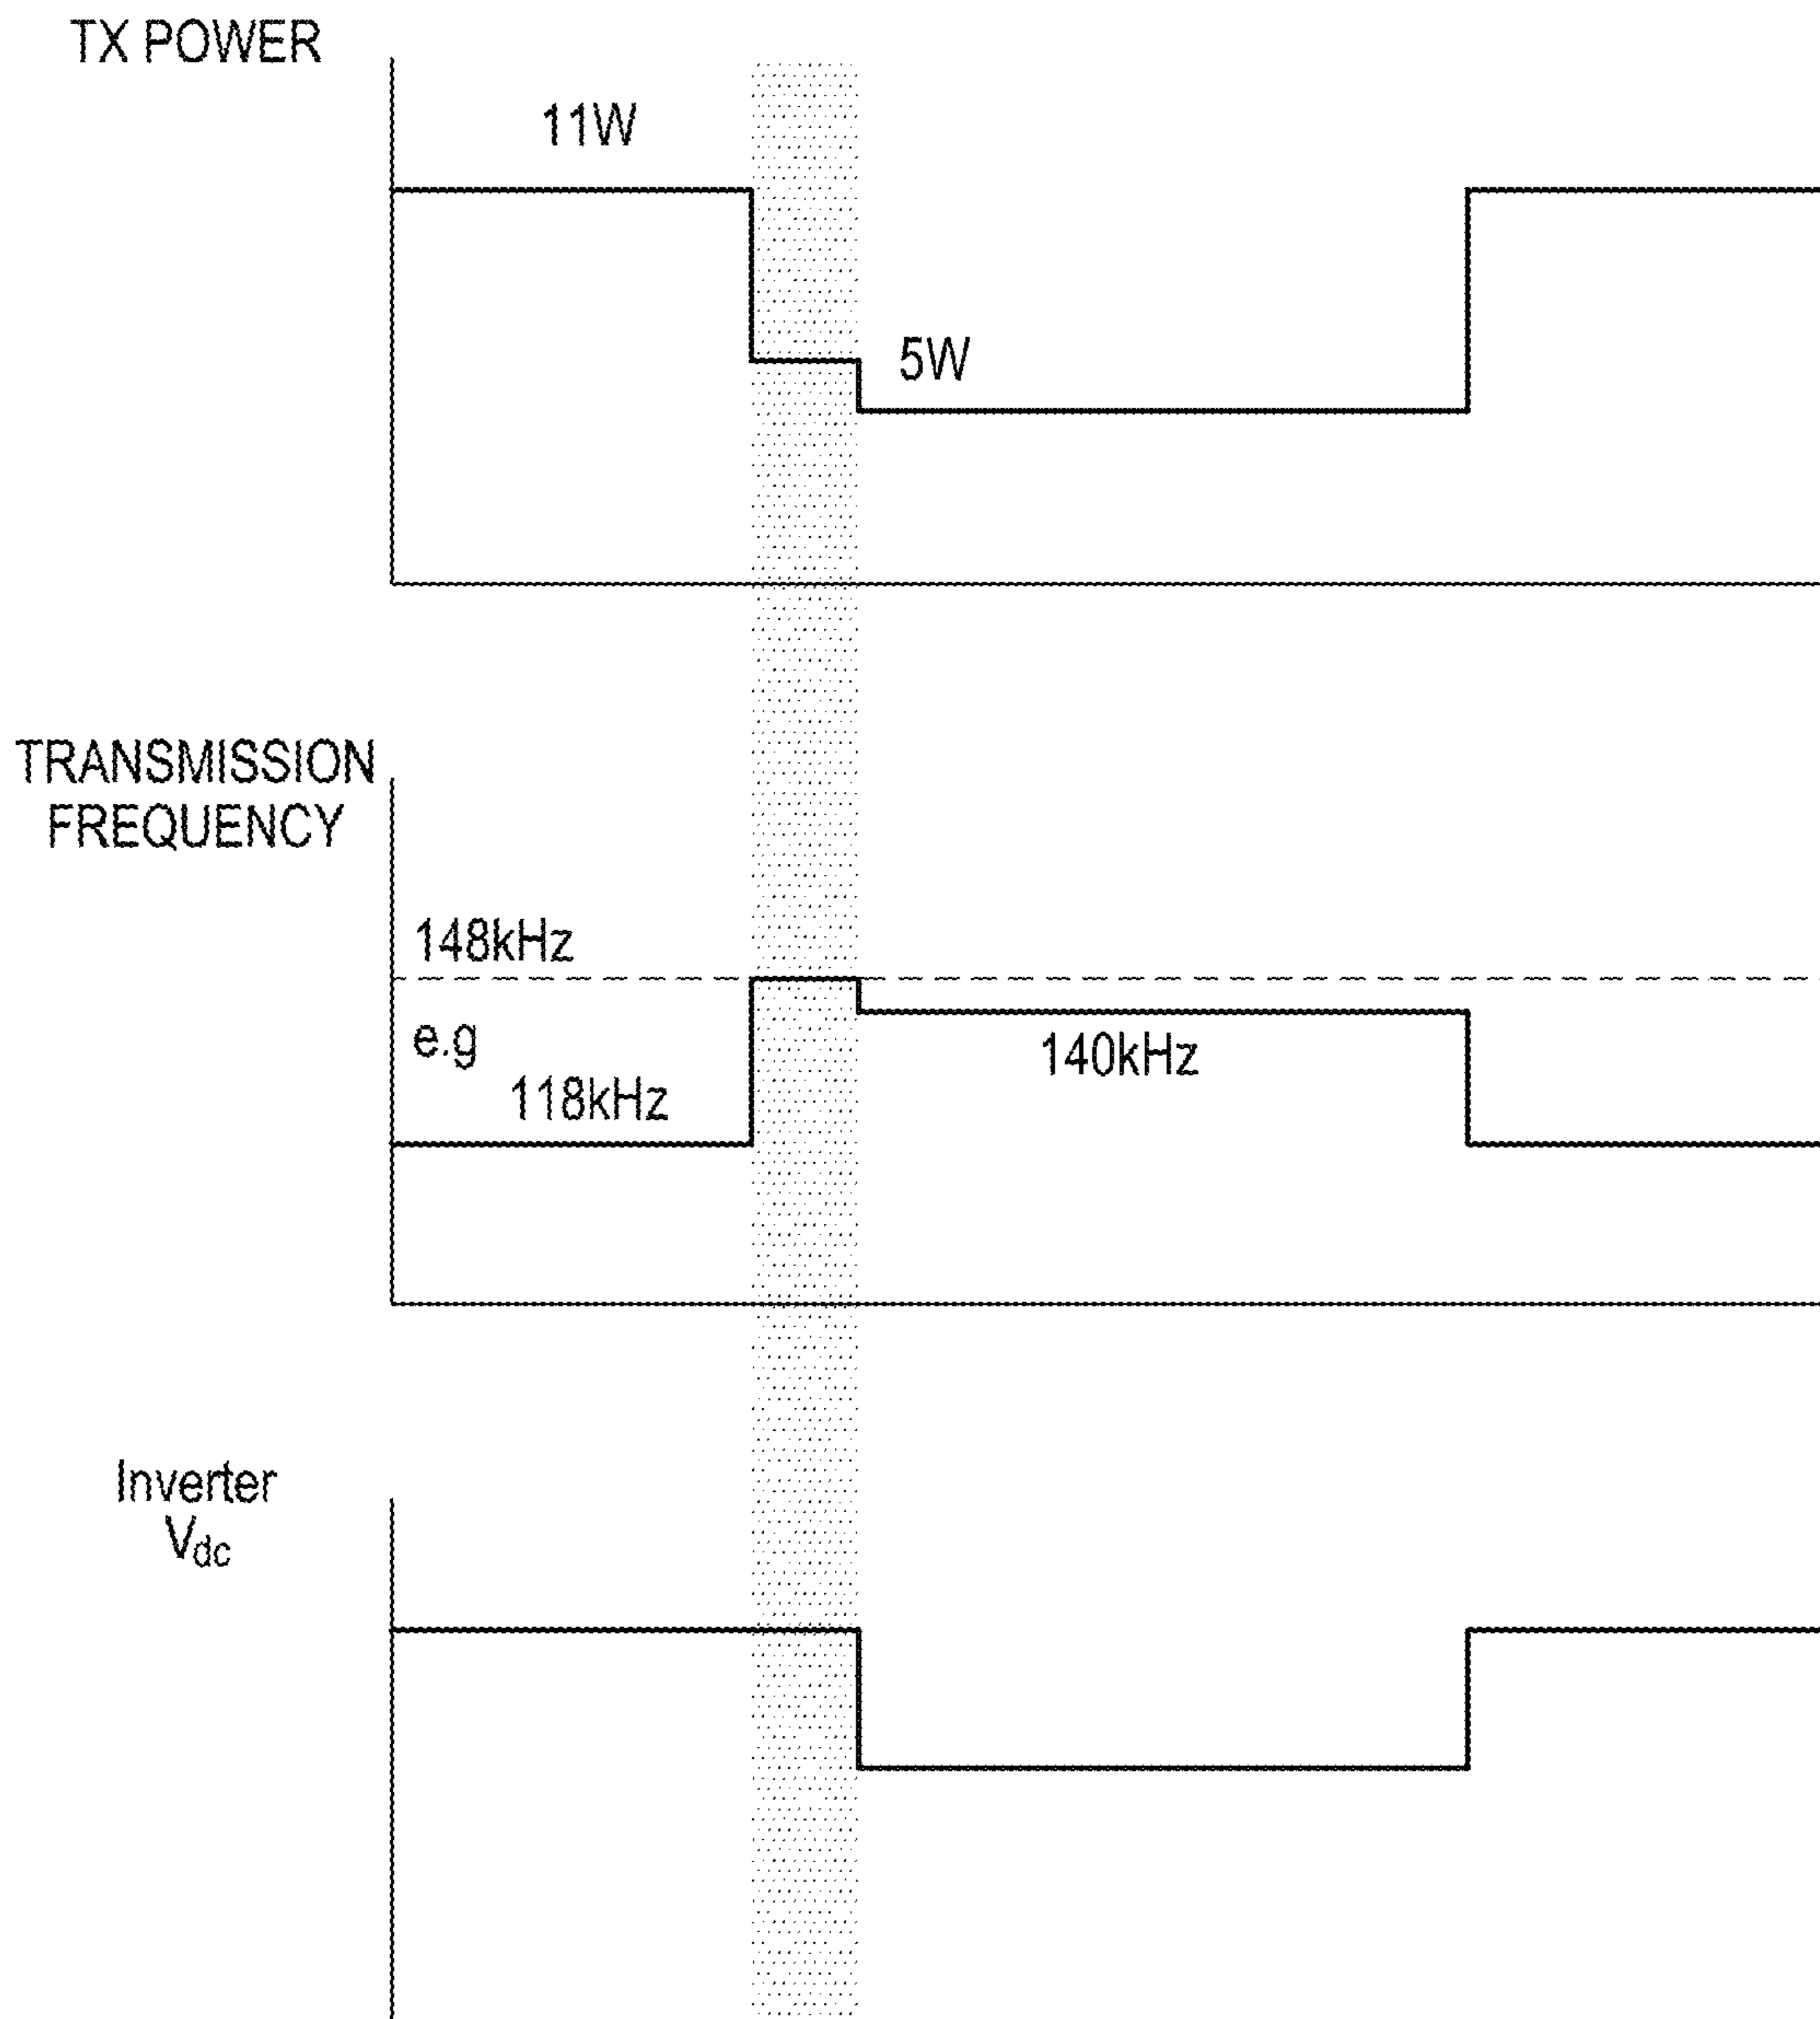 TX POWER
11W
5W
TRANSMISSION
FREQUENCY
148kHz
e.g
118kHz
140kHz
Inverter
Vdc